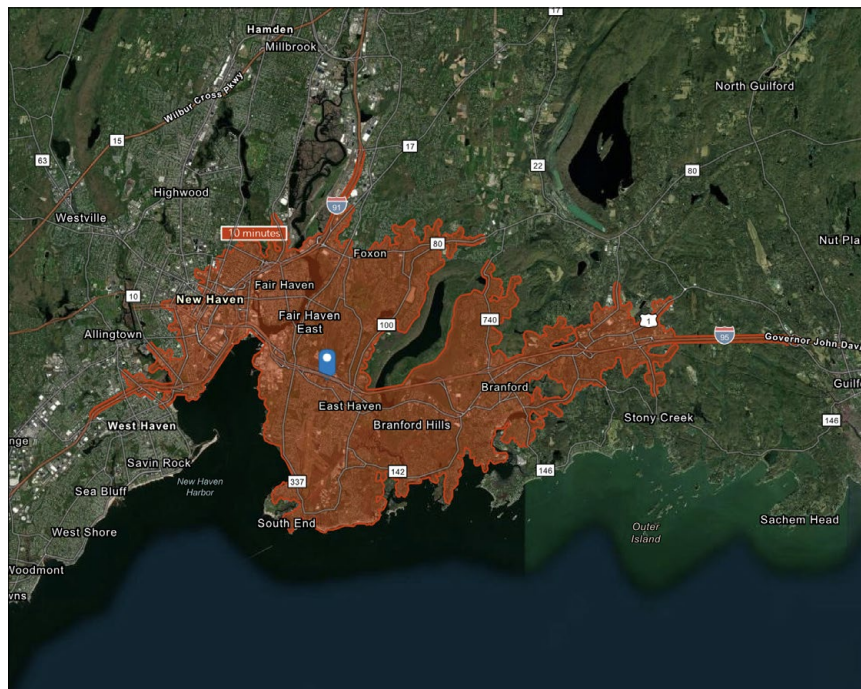 17
Hamden
Millbrook
North Guilford
Wilbur Cross Pkwy
15
17
63
22
80
Highwood
Westville
91
10 minutes
80
Nut Pla
Foxon
Fair Haven
New Haven
10
Fair Haven
East
100
740
1
Allingtown
95
Governor John Dav
Branford
Guilf
East Haven
West Haven
Branford Hills
Stony Creek
146
nge
Savin Rock
142
146
337
New Haven
Harbor
Sea Bluff
South End
Sachem Head
West Shore
Outer
Island
Woodmont
wns